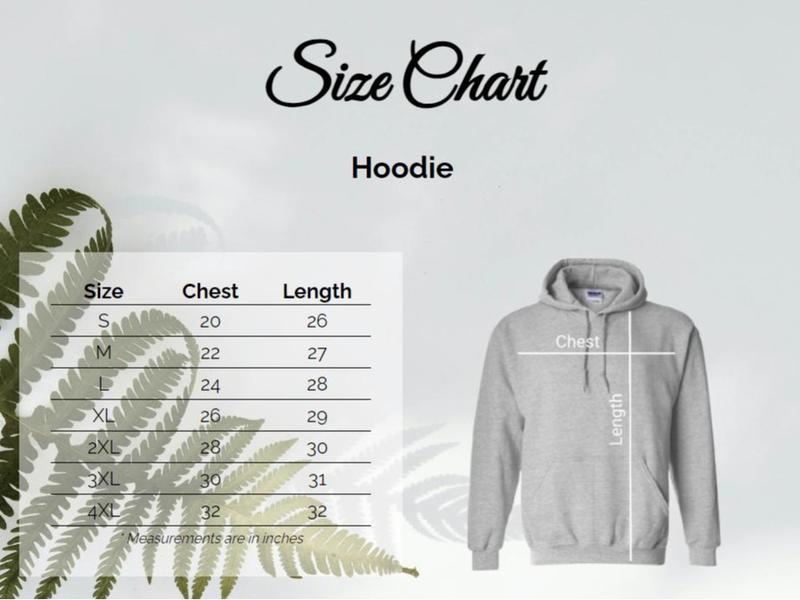 Size Chart
Hoodie
Size Chest Length
S 20 26
M 22 27
L 24 28
XL 26 29
2XL 28 30
3XL 30 31
4XL 32 32
* Measurements are in inches
Chest
Length